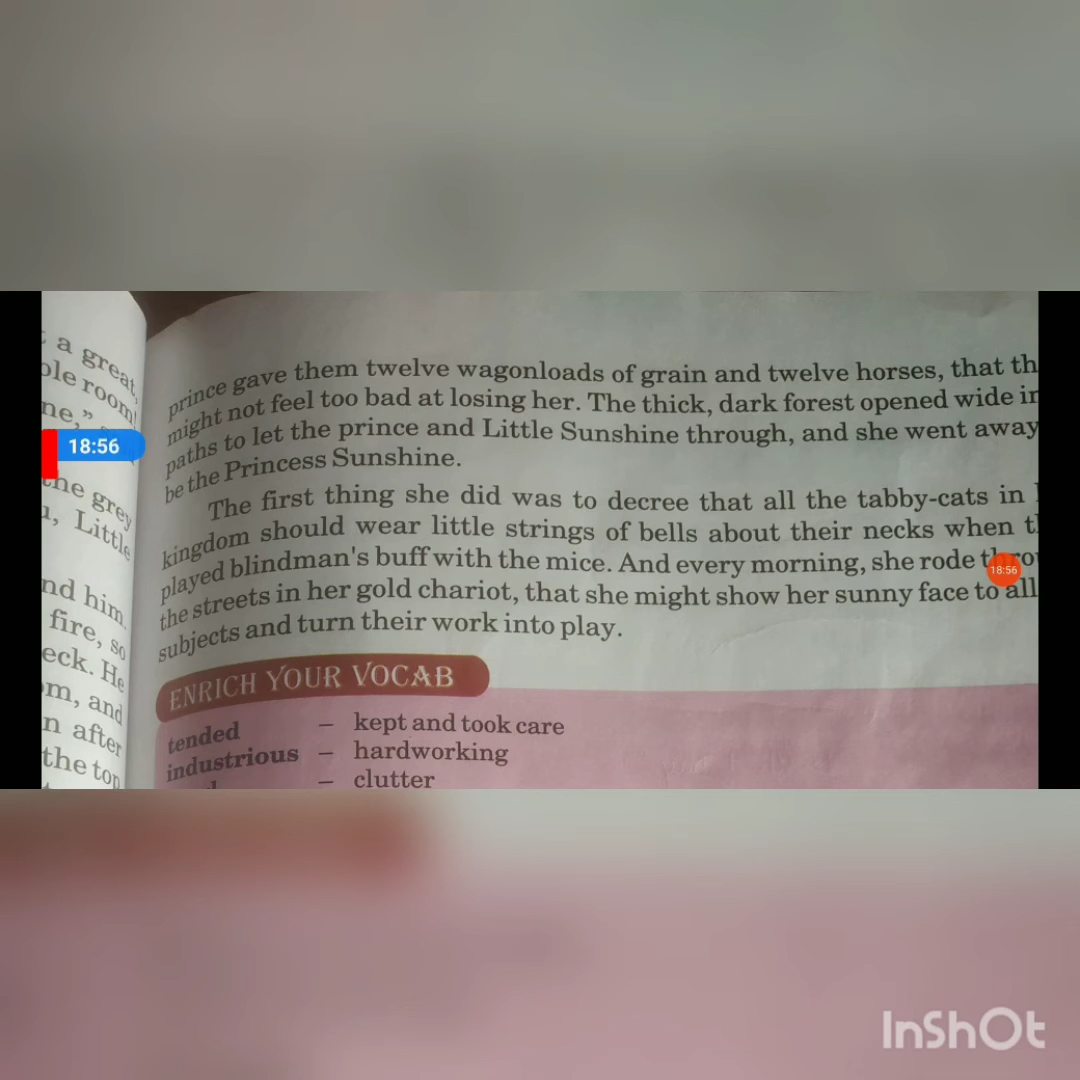 a great,
ole room!
ne,"
18:56
the grey
Little
nd him.
fire, so
eck. He
om, and
n after
the top
prince gave them twelve wagonloads of grain and twelve horses, that th
might not feel too bad at losing her. The thick, dark forest opened wide in
paths to let the prince and Little Sunshine through, and she went away
be the Princess Sunshine.
The first thing she did was to decree that all the tabby-cats in
kingdom should wear little strings of bells about their necks when
played blindman's buff with the mice. And every morning, she rode
18:56
the streets in her gold chariot, that she might show her sunny face to all
subjects and turn their work into play.
ENRICH YOUR VOCAB
tended – kept and took care
industrious – hardworking
– clutter
InShOt